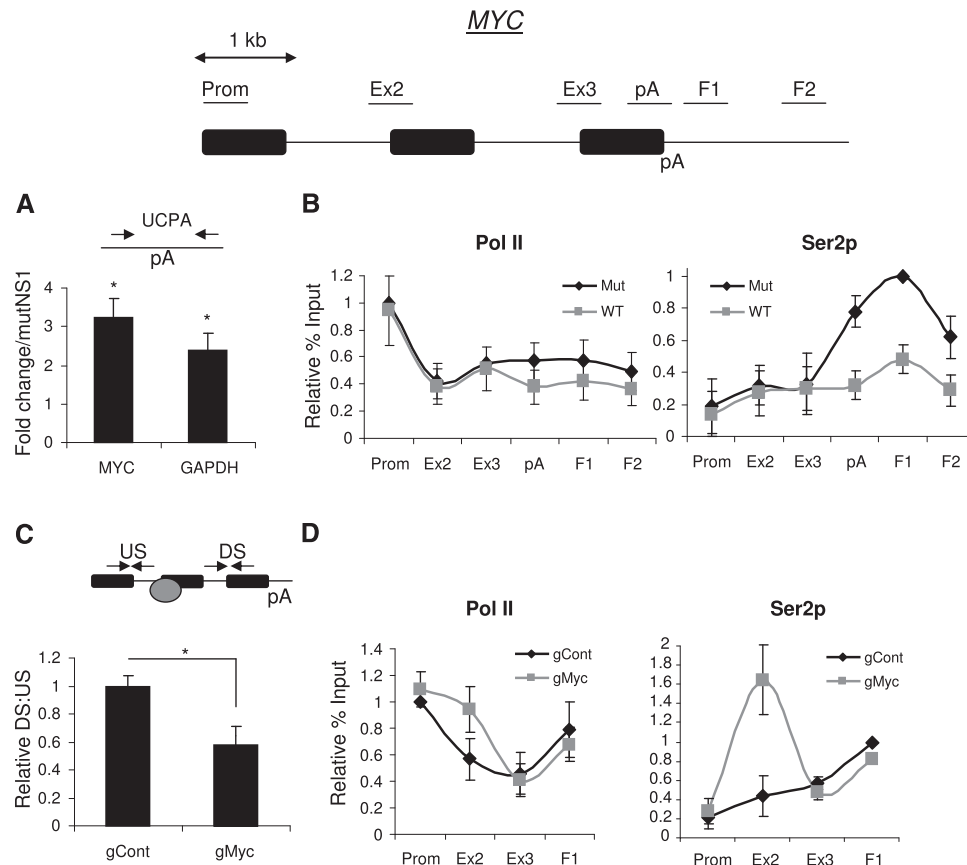 MYC
1 kb
Prom Ex2 Ex3 pA F1 F2
pA
A
UCPA
pA
Fold change/mutNS1
4
3
2
1
0
* *
MYC GAPDH
B
Pol II
Relative % Input
1.2
1
0.8
0.6
0.4
0.2
0
Mut
WT
Prom Ex2 Ex3 pA F1 F2
Ser2p
1
0.8
0.6
0.4
0.2
0
Mut
WT
Prom Ex2 Ex3 pA F1 F2
C
US DS
pA
Relative DS:US
1.2
1
0.8
0.6
0.4
0.2
0
*
gCont gMyc
D
Pol II
Relative % Input
1.4
1.2
1
0.8
0.6
0.4
0.2
0
gCont
gMyc
Prom Ex2 Ex3 F1
Ser2p
2
1.8
1.6
1.4
1.2
1
0.8
0.6
0.4
0.2
0
gCont
gMyc
Prom Ex2 Ex3 F1